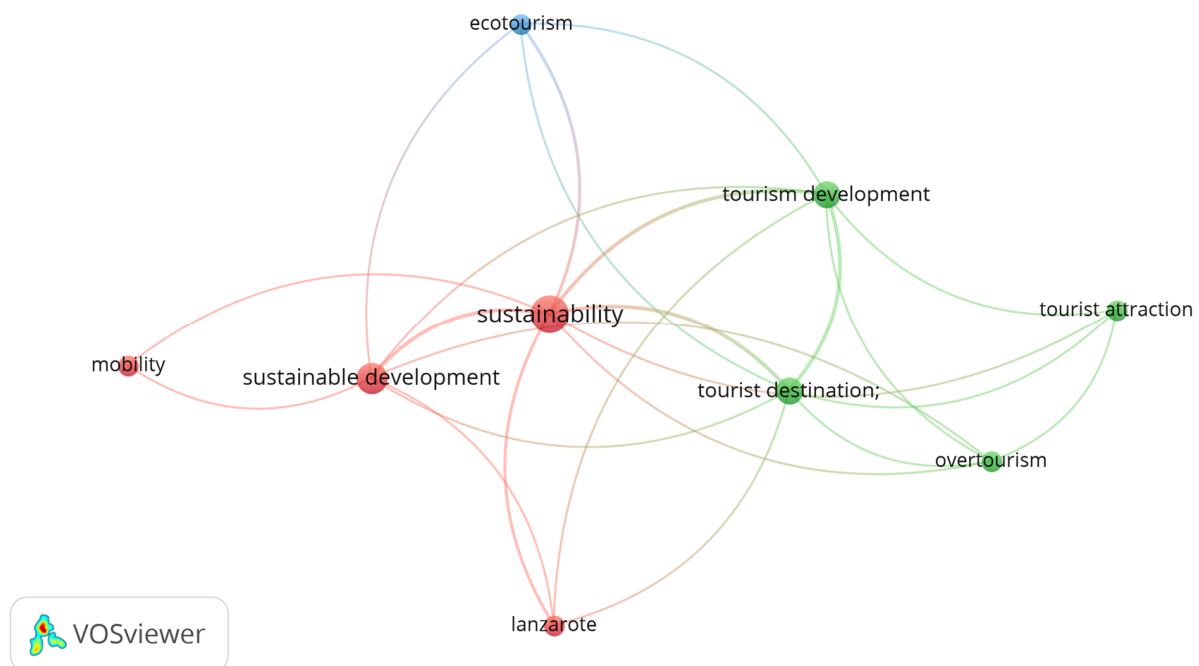 ecotourism
tourism development
tourist attraction
sustainability
mobility
sustainable development
tourist destination;
overtourism
lanzarote
VOSviewer